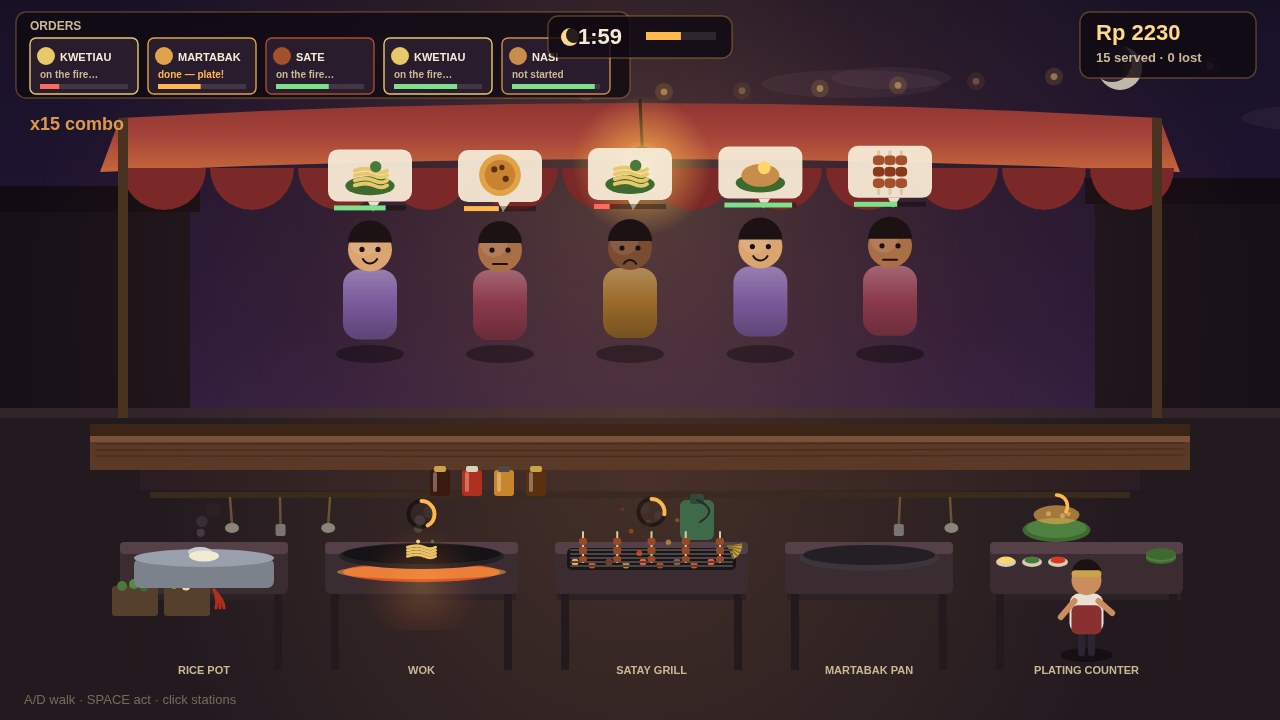 ORDERS
KWETIAU
on the fire…
MARTABAK
done — plate!
SATE
on the fire…
KWETIAU
on the fire…
NASI
not started
1:59
Rp 2230
15 served · 0 lost
x15 combo
RICE POT
WOK
SATAY GRILL
MARTABAK PAN
PLATING COUNTER
A/D walk · SPACE act · click stations